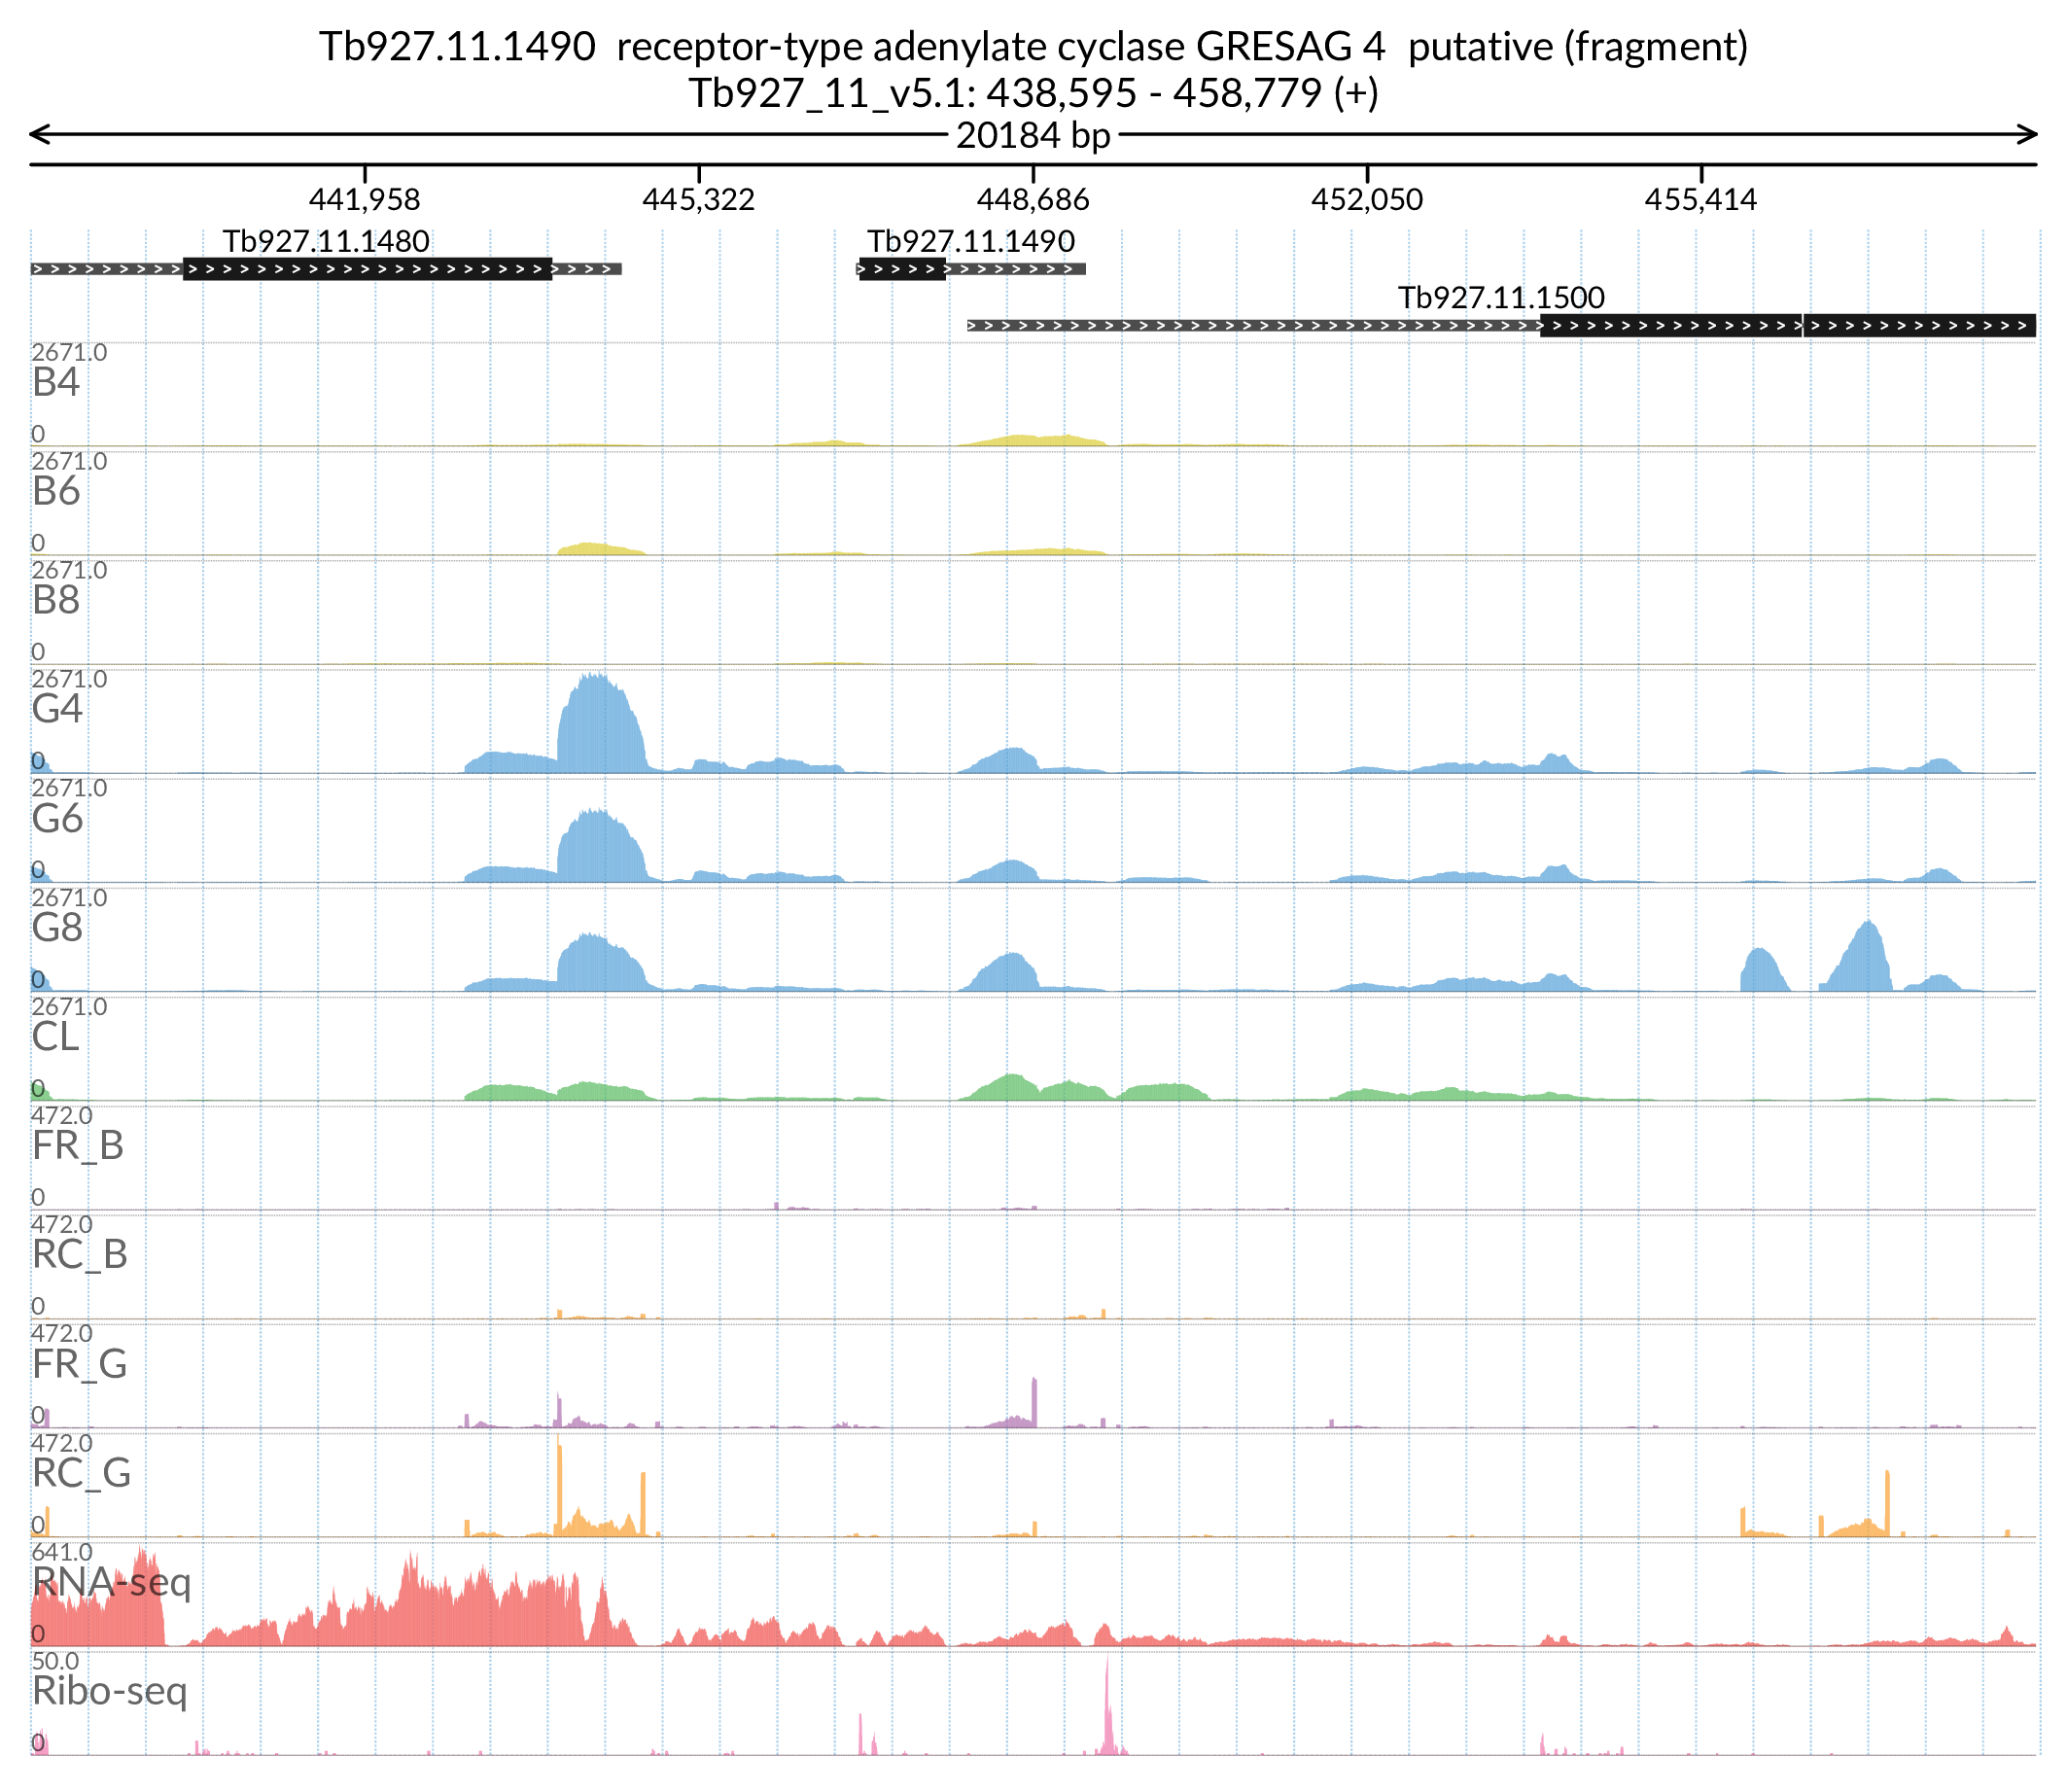 Tb927.11.1490 receptor-type adenylate cyclase GRESAG 4 putative (fragment)
Tb927_11_v5.1: 438,595 - 458,779 (+)
20184 bp
441,958 445,322 448,686 452,050 455,414
Tb927.11.1480 Tb927.11.1490
Tb927.11.1500
2671.0
B4
0
2671.0
B6
0
2671.0
B8
0
2671.0
G4
0
2671.0
G6
0
2671.0
G8
0
2671.0
CL
0
472.0
FR_B
0
472.0
RC_B
0
472.0
FR_G
0
472.0
RC_G
0
641.0
RNA-seq
0
50.0
Ribo-seq
0